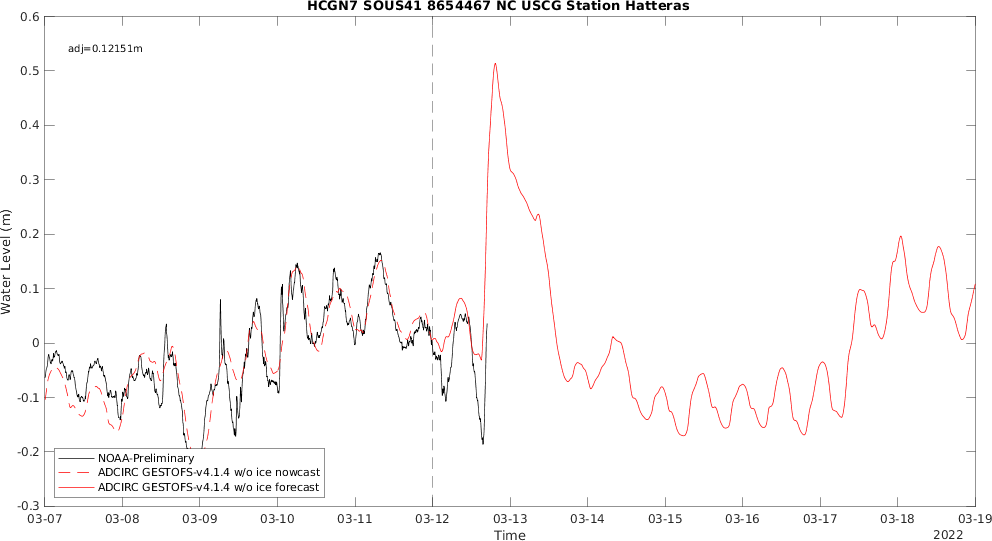 HCGN7 SOUS41 8654467 NC USCG Station Hatteras
adj=0.12151m
0.6
0.5
0.4
0.3
0.2
0.1
0
-0.1
-0.2
-0.3
Water Level (m)
NOAA-Preliminary
ADCIRC GESTOFS-v4.1.4 w/o ice nowcast
ADCIRC GESTOFS-v4.1.4 w/o ice forecast
03-07 03-08 03-09 03-10 03-11 03-12 03-13 03-14 03-15 03-16 03-17 03-18 03-19
Time
2022